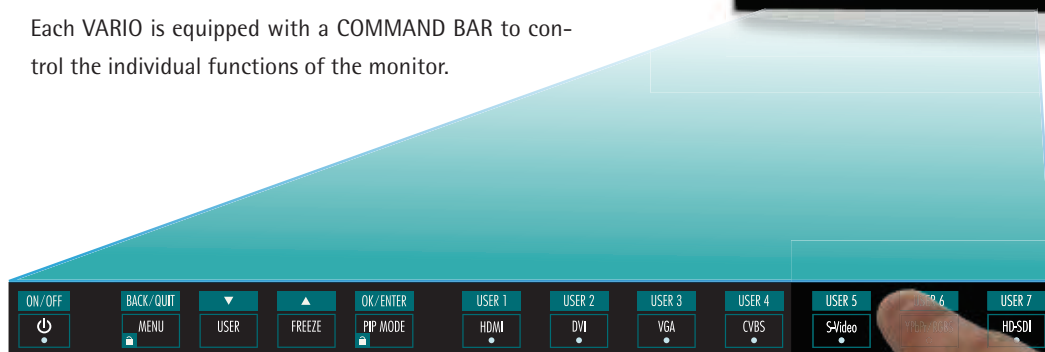 Each VARIO is equipped with a COMMAND BAR to con-
trol the individual functions of the monitor.
ON/OFF BACK/QUIT ▼ ▲ OK/ENTER USER 1 USER 2 USER 3 USER 4 USER 5 USER 6 USER 7
MENU USER FREEZE PIP MODE HDMI DVI VGA CVBS S-Video HD-SDI